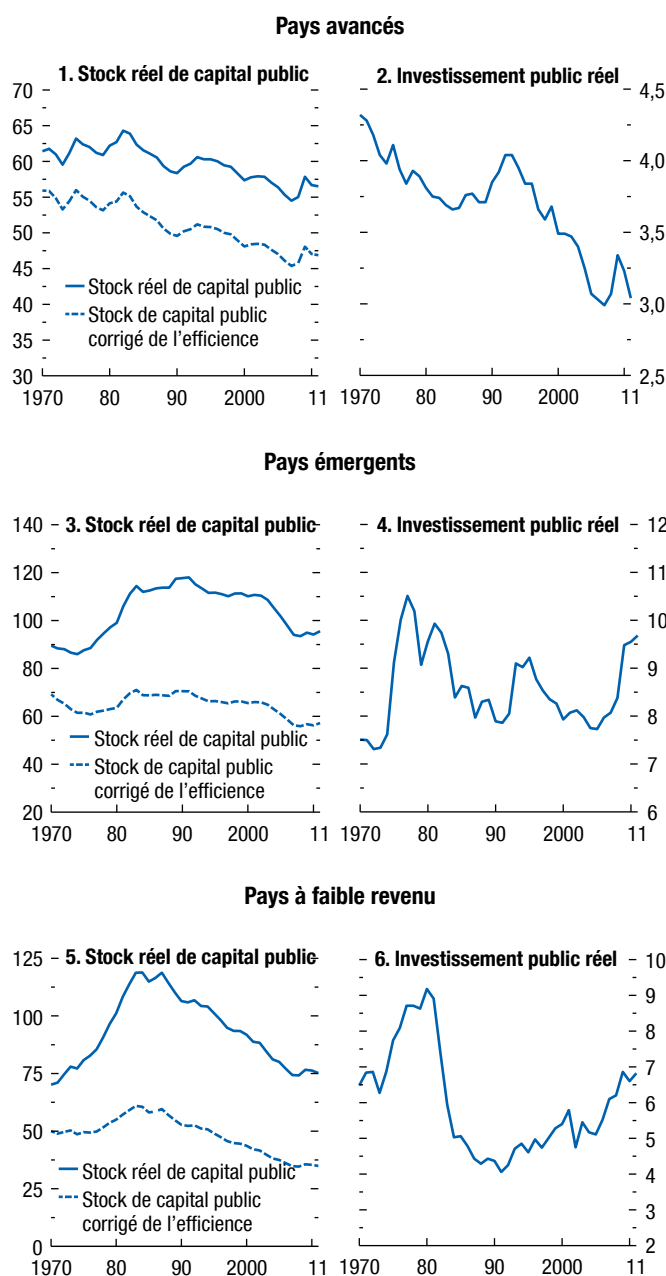 Pays avancés
1. Stock réel de capital public
70
65
60
55
50
45
40
35
30
Stock réel de capital public
Stock de capital public
corrigé de l'efficience
1970 80 90 2000 11
2. Investissement public réel
4,5
4,0
3,5
3,0
2,5
1970 80 90 2000 11
Pays émergents
3. Stock réel de capital public
140
120
100
80
60
40
20
Stock réel de capital public
Stock de capital public
corrigé de l'efficience
1970 80 90 2000 11
4. Investissement public réel
12
11
10
9
8
7
6
1970 80 90 2000 11
Pays à faible revenu
5. Stock réel de capital public
125
100
75
50
25
0
Stock réel de capital public
Stock de capital public
corrigé de l'efficience
1970 80 90 2000 11
6. Investissement public réel
10
9
8
7
6
5
4
3
2
1970 80 90 2000 11